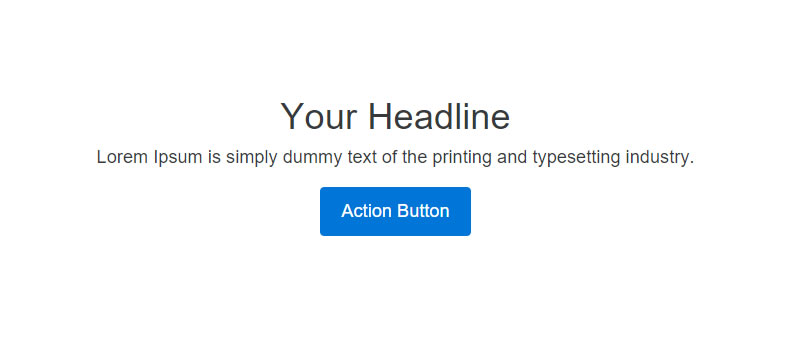 Your Headline
Lorem Ipsum is simply dummy text of the printing and typesetting industry.
Action Button